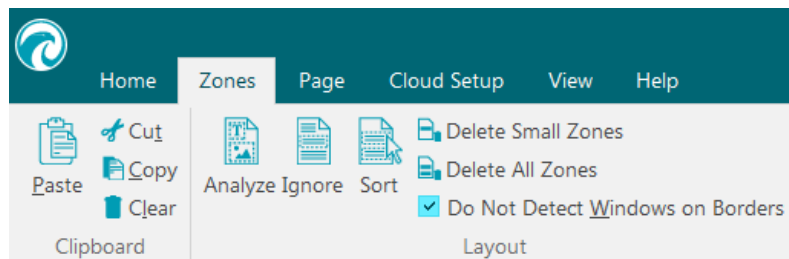 Home Zones Page Cloud Setup View Help
Paste
Cut
Copy
Clear
Clipboard
Analyze Ignore Sort
Delete Small Zones
Delete All Zones
Do Not Detect Windows on Borders
Layout